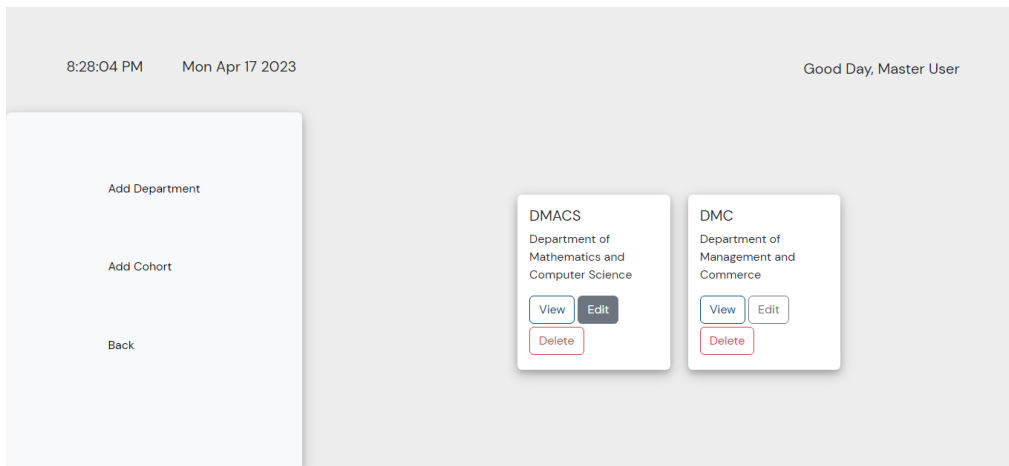 8:28:04 PM Mon Apr 17 2023
Good Day, Master User
Add Department
Add Cohort
Back
DMACS
Department of
Mathematics and
Computer Science
View Edit
Delete
DMC
Department of
Management and
Commerce
View Edit
Delete